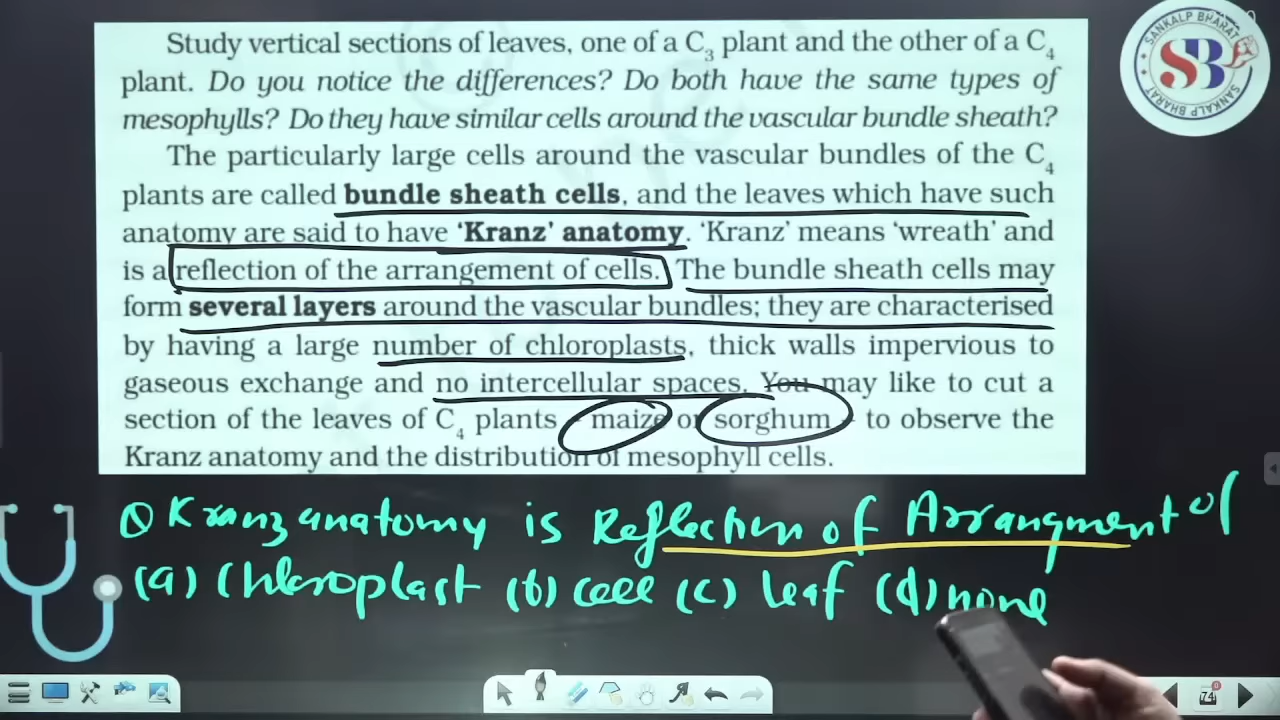 Study vertical sections of leaves, one of a C₃ plant and the other of a C₄
plant. Do you notice the differences? Do both have the same types of
mesophylls? Do they have similar cells around the vascular bundle sheath?
The particularly large cells around the vascular bundles of the C₄
plants are called bundle sheath cells, and the leaves which have such
anatomy are said to have ‘Kranz’ anatomy. ‘Kranz’ means ‘wreath’ and
is a reflection of the arrangement of cells. The bundle sheath cells may
form several layers around the vascular bundles; they are characterised
by having a large number of chloroplasts, thick walls impervious to
gaseous exchange and no intercellular spaces. You may like to cut a
section of the leaves of C₄ plants – maize or sorghum – to observe the
Kranz anatomy and the distribution of mesophyll cells.
Q Kranz anatomy is Reflection of Arrangment of
(a) Chloroplast (b) cell (c) leaf (d) none
SANKALP BHARAT
SB
SANKALP BHARAT
74